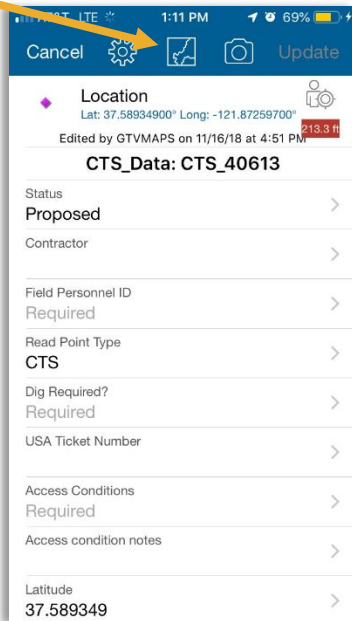 AT&T LTE 1:11 PM 69%
Cancel Update
Location
Lat: 37.58934900° Long: -121.87259700°
213.3 ft
Edited by GTVMAPS on 11/16/18 at 4:51 PM
CTS_Data: CTS_40613
Status
Proposed
Contractor
Field Personnel ID
Required
Read Point Type
CTS
Dig Required?
Required
USA Ticket Number
Access Conditions
Required
Access condition notes
Latitude
37.589349